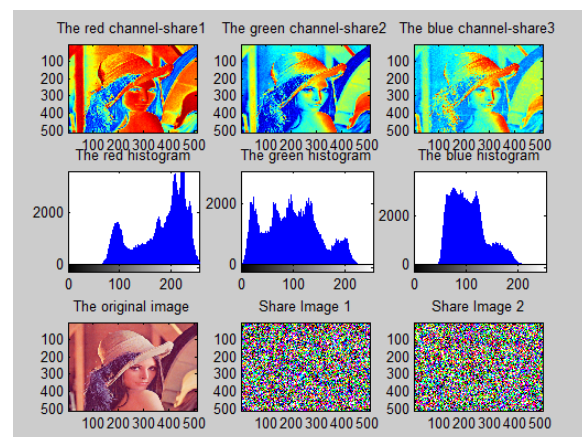 The red channel-share1
The green channel-share2
The blue channel-share3
100
200
300
400
500
100 200 300 400 500
100
200
300
400
500
100 200 300 400 500
100
200
300
400
500
100 200 300 400 500
The red histogram
The green histogram
The blue histogram
2000
0
0 100 200
2000
0
0 100 200
2000
0
0 100 200
The original image
Share Image 1
Share Image 2
100
200
300
400
500
100 200 300 400 500
100
200
300
400
500
100 200 300 400 500
100
200
300
400
500
100 200 300 400 500